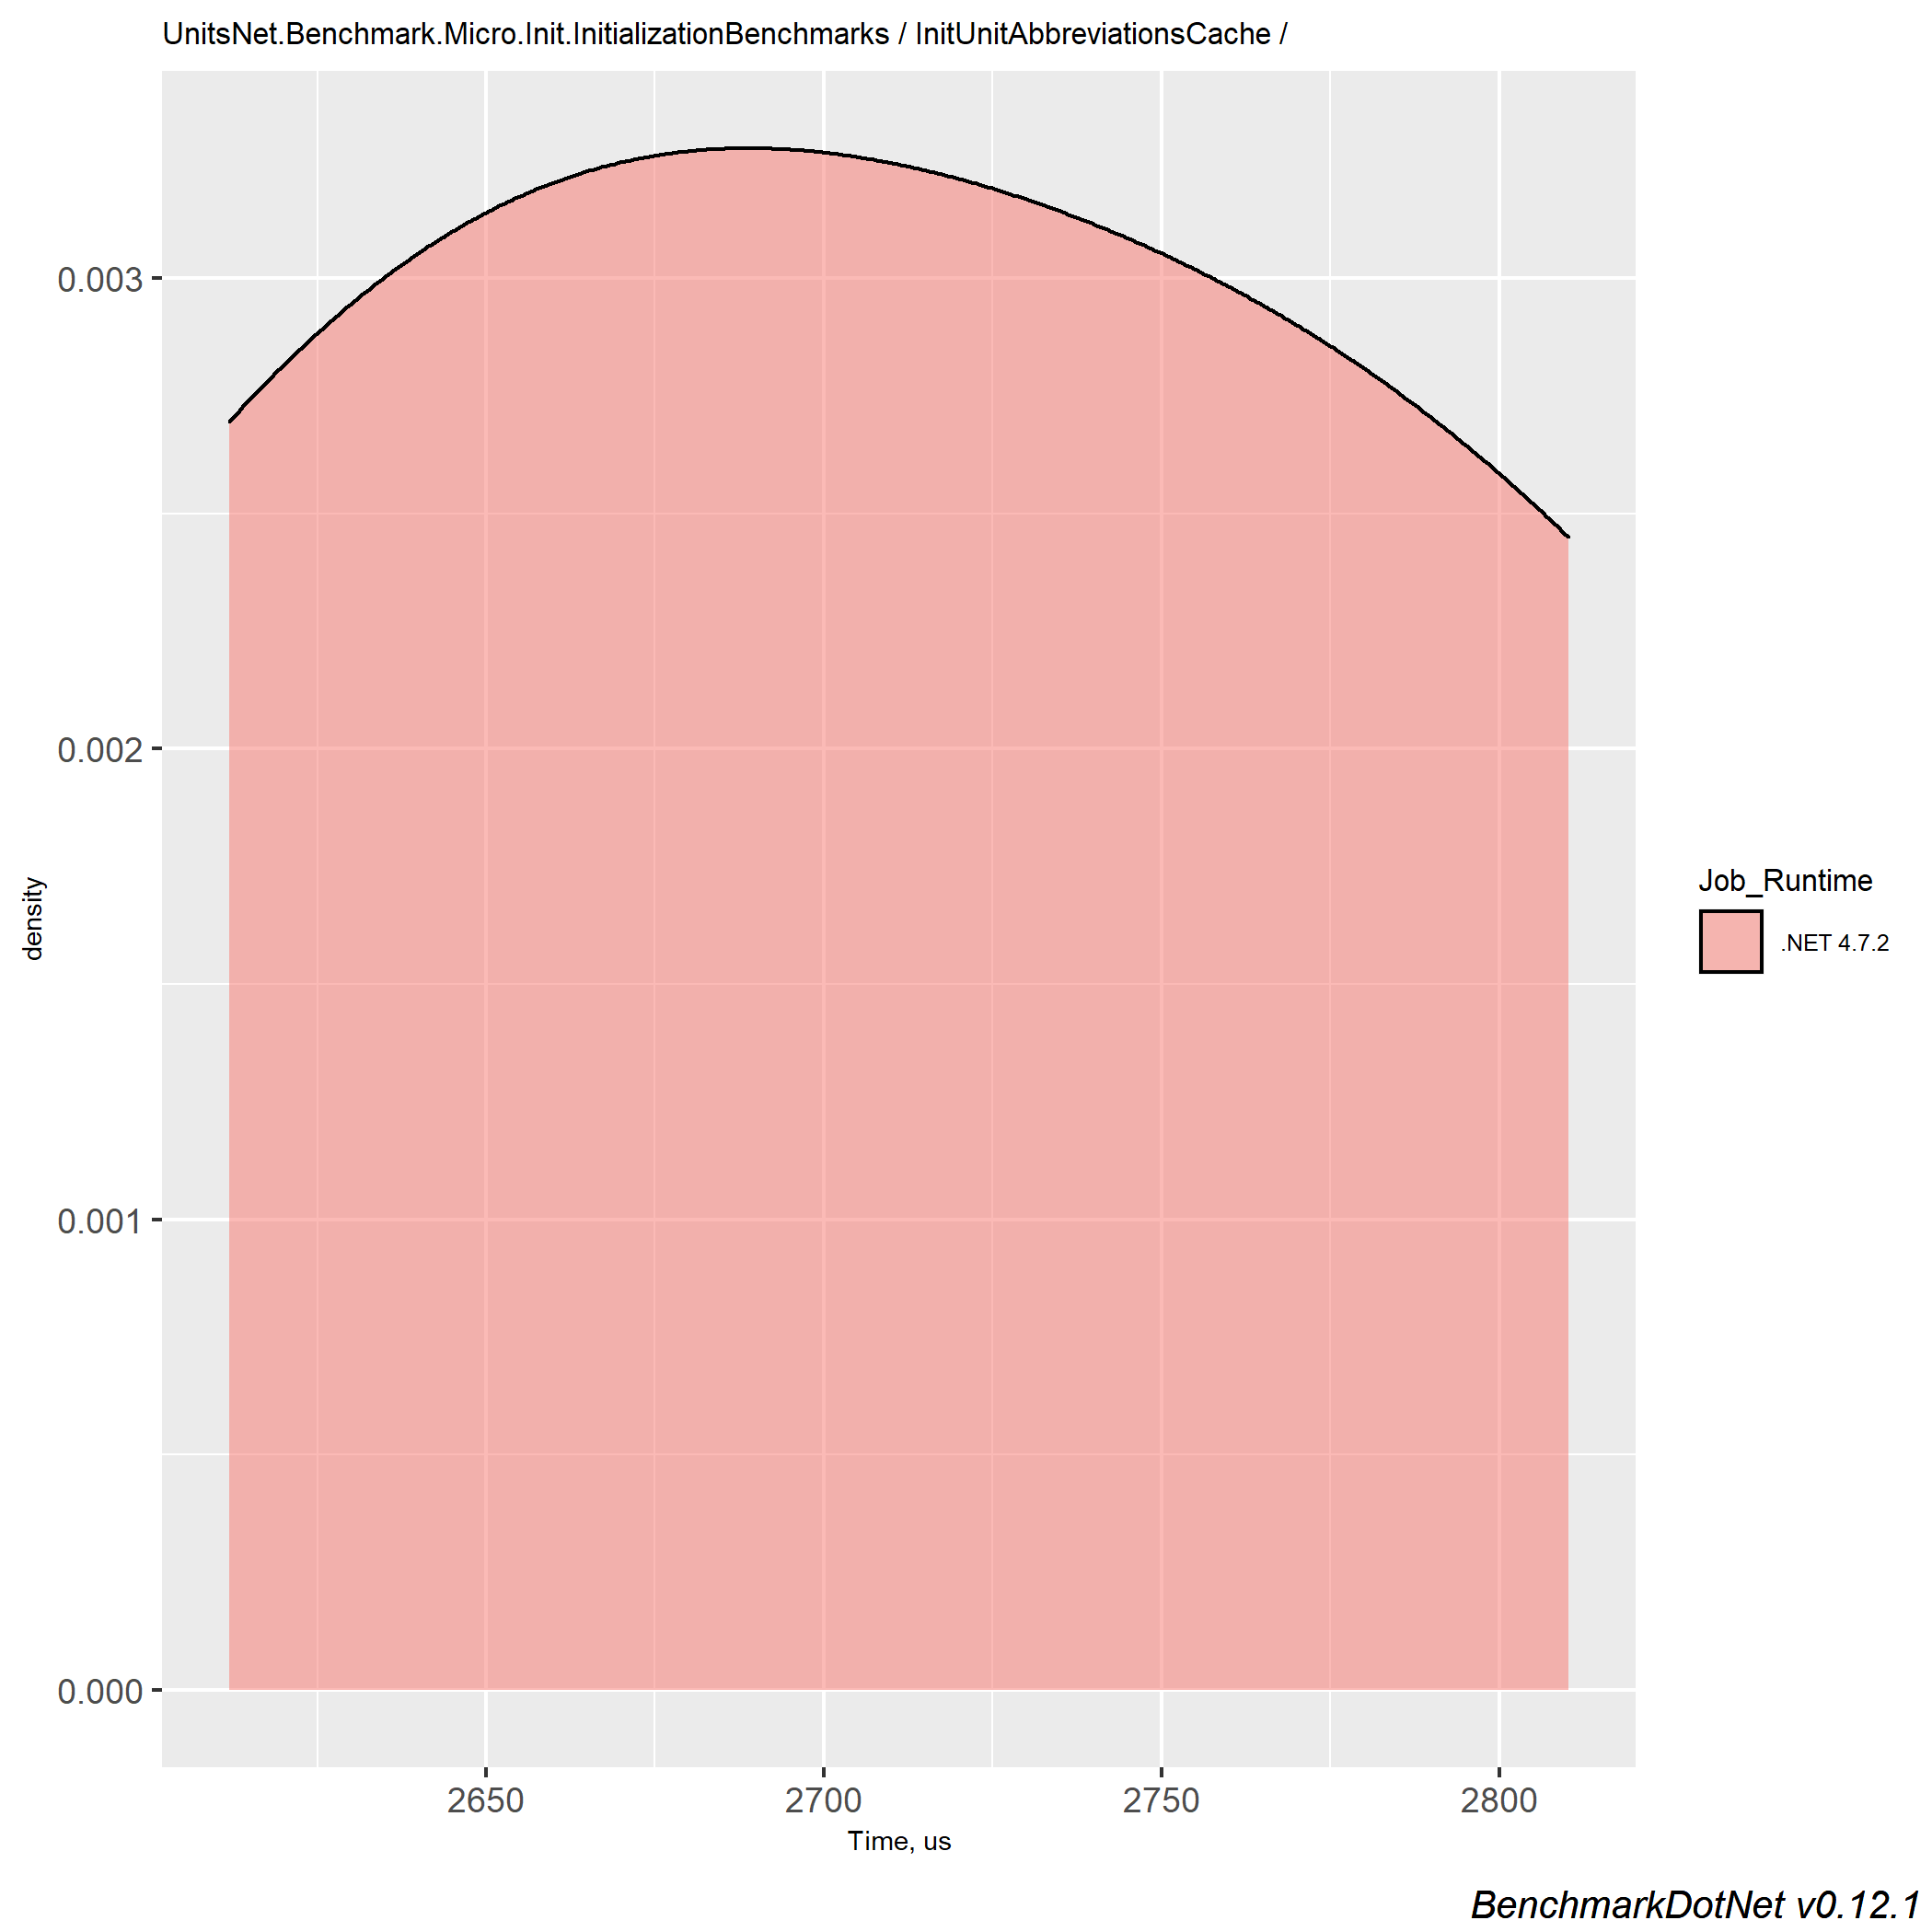 UnitsNet.Benchmark.Micro.Init.InitializationBenchmarks / InitUnitAbbreviationsCache /
0.003
0.002
0.001
0.000
density
2650 2700 2750 2800
Time, us
Job_Runtime
.NET 4.7.2
BenchmarkDotNet v0.12.1